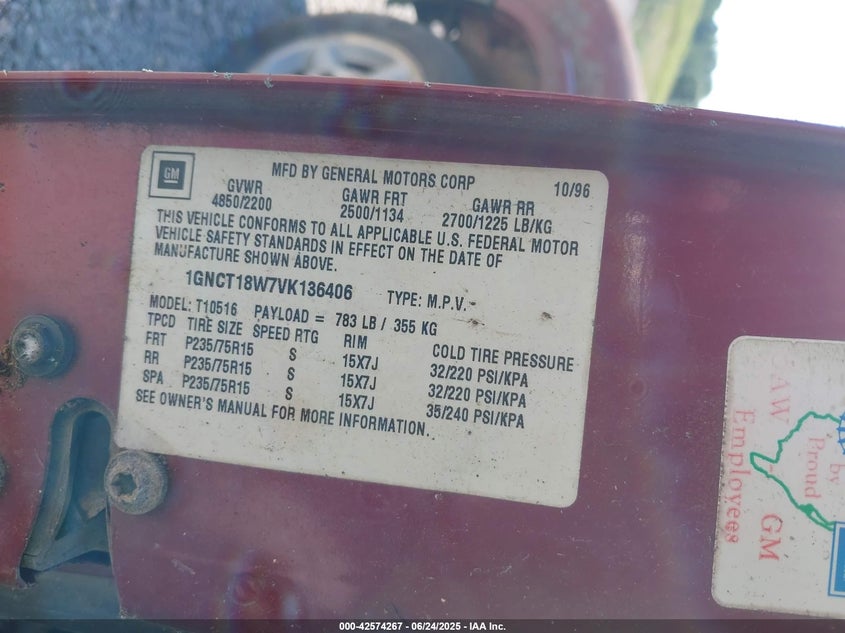 GM
MFD BY GENERAL MOTORS CORP 10/96
GVWR GAWR FRT GAWR RR
4850/2200 2500/1134 2700/1225 LB/KG
THIS VEHICLE CONFORMS TO ALL APPLICABLE U.S. FEDERAL MOTOR
VEHICLE SAFETY STANDARDS IN EFFECT ON THE DATE OF
MANUFACTURE SHOWN ABOVE.
1GNCT18W7VK136406 TYPE: M.P.V.
MODEL: T10516 PAYLOAD = 783 LB / 355 KG
TPCD TIRE SIZE SPEED RTG RIM COLD TIRE PRESSURE
FRT P235/75R15 S 15X7J 32/220 PSI/KPA
RR P235/75R15 S 15X7J 32/220 PSI/KPA
SPA P235/75R15 S 15X7J 35/240 PSI/KPA
SEE OWNER'S MANUAL FOR MORE INFORMATION.
by
Proud
UAW GM
Employees
000-42574267 - 06/24/2025 - IAA Inc.